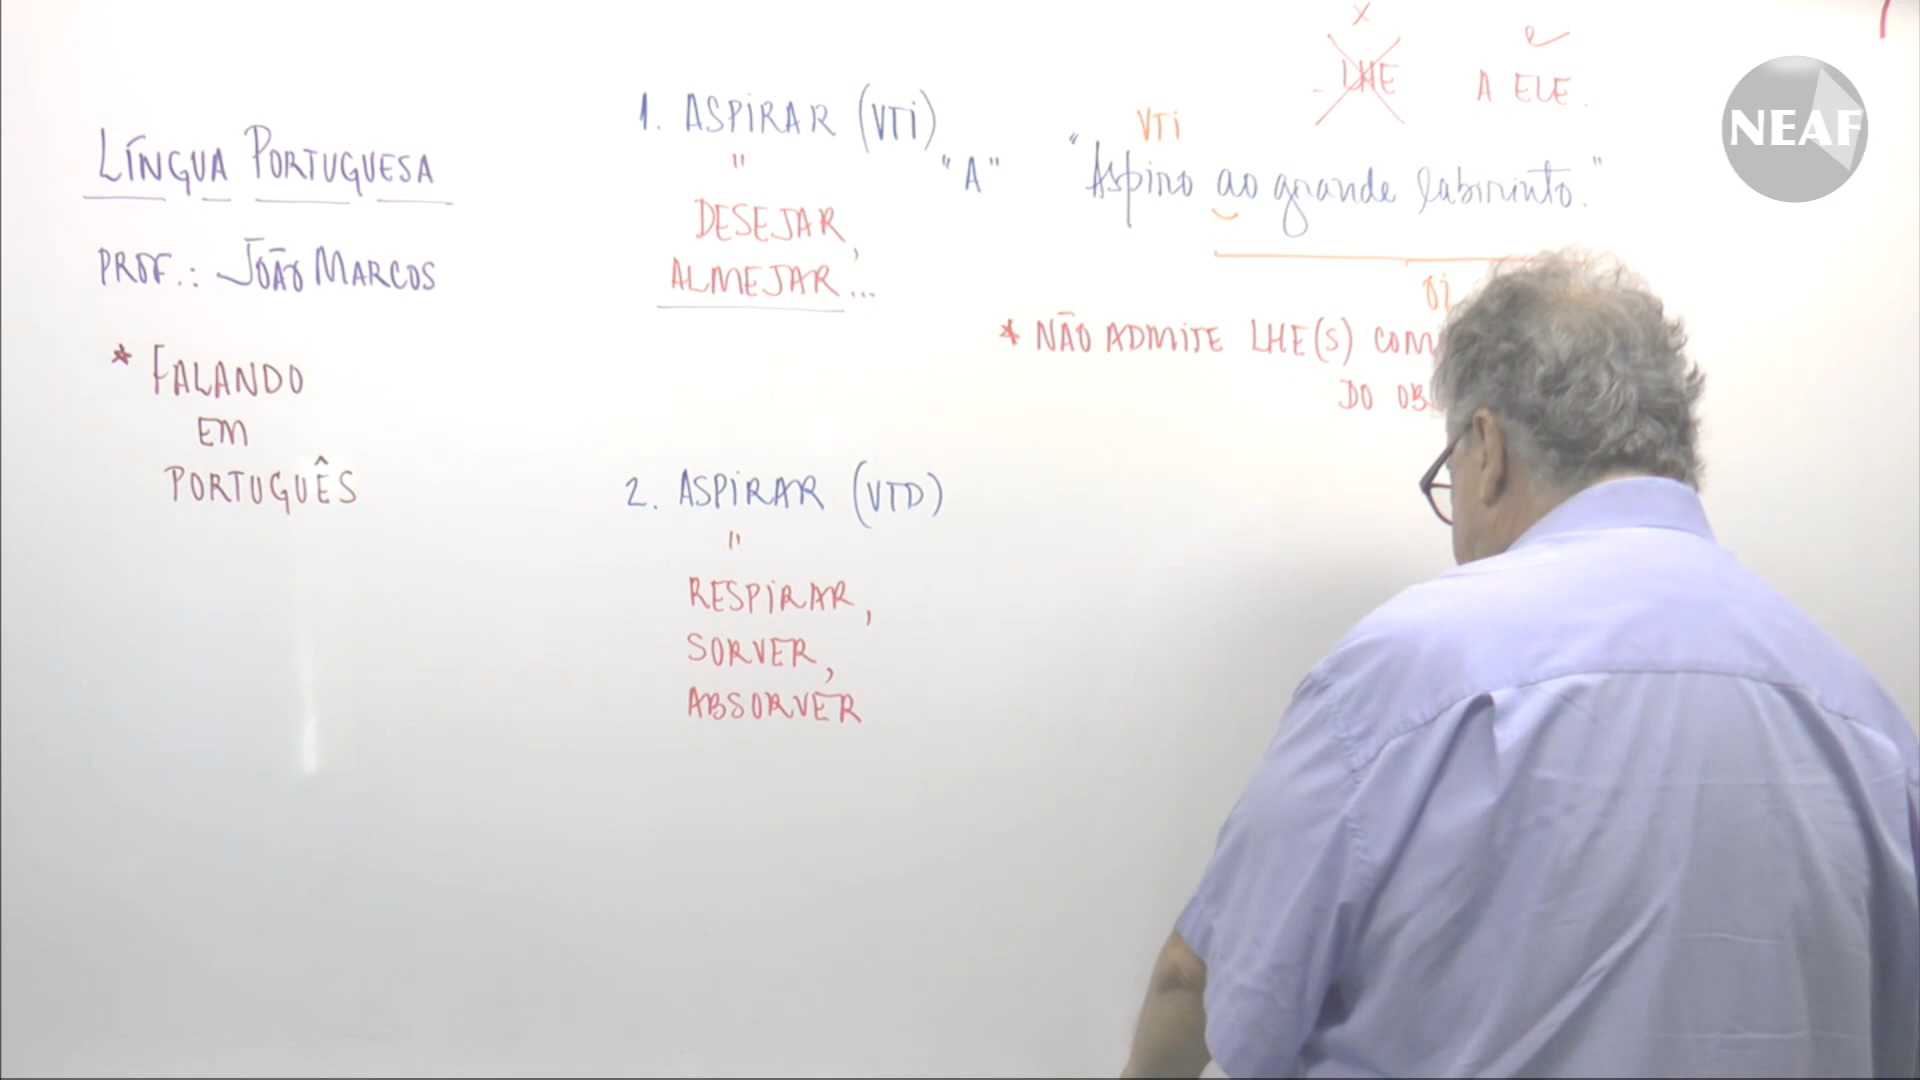 LÍNGUA PORTUGUESA
PROF.: JOÃO MARCOS
* FALANDO
EM
PORTUGUÊS
1. ASPIRAR (VTi)
"
"A"
DESEJAR,
ALMEJAR...
LHE
A ELE.
VTi
"Aspiro ao grande labirinto."
Oi
* NÃO ADMITE LHE(S) COM
DO OB
2. ASPIRAR (VTD)
"
RESPIRAR,
SORVER,
ABSORVER
NEAF